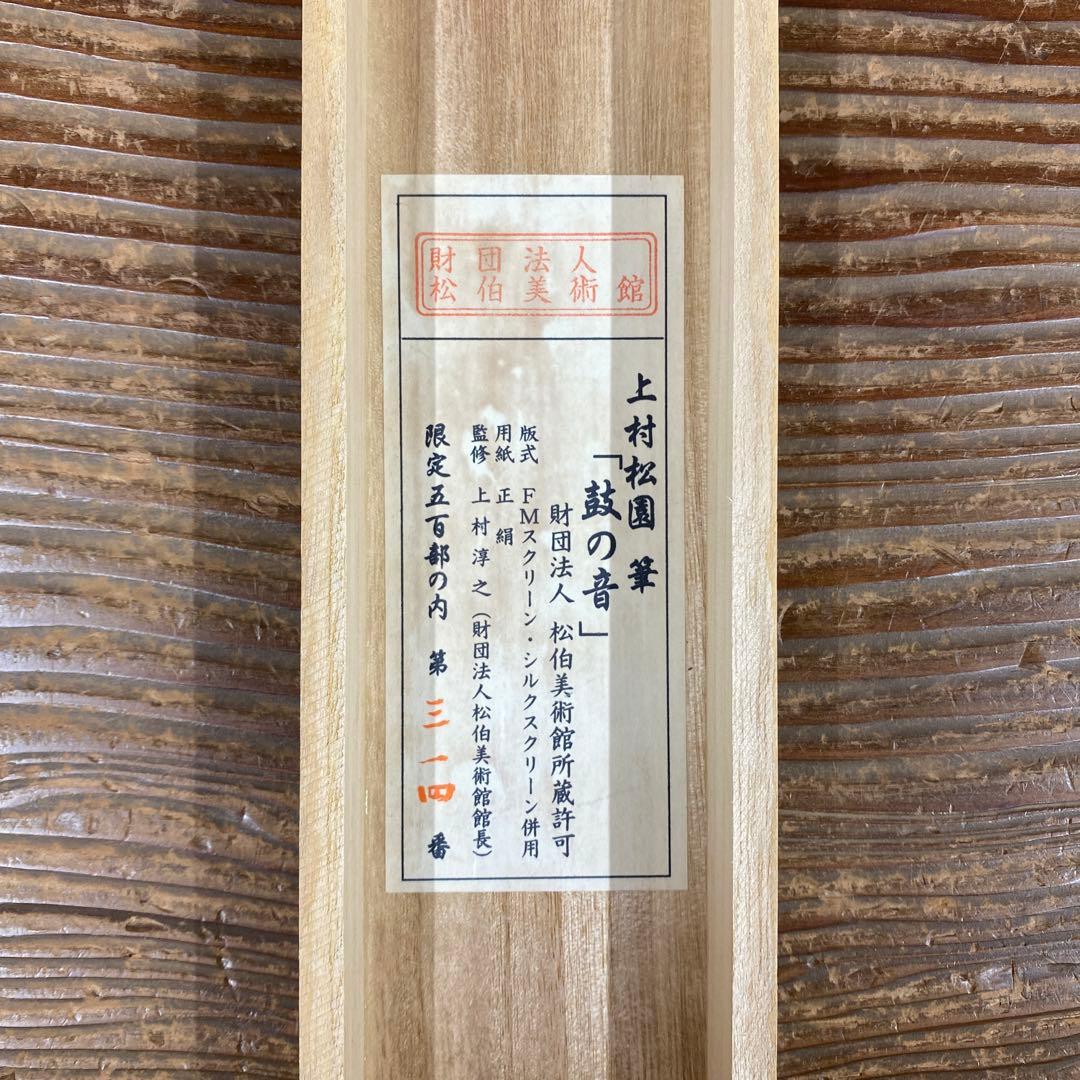 財団法人
松伯美術館
上村松園 筆
「鼓の音」
財団法人 松伯美術館所蔵許可
版式 FMスクリーン・シルクスクリーン併用
用紙 正絹
監修 上村淳之(財団法人松伯美術館館長)
限定五百部の内 第三一四番